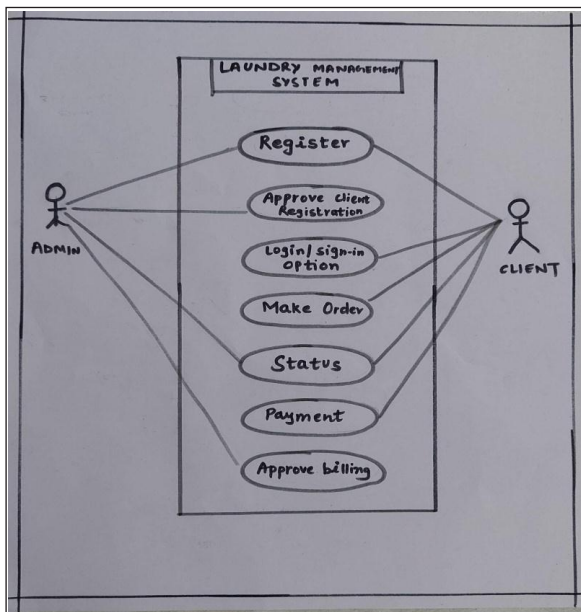 LAUNDRY MANAGEMENT
SYSTEM
Register
Approve client
Registration
Login/sign-in
option
Make Order
Status
Payment
Approve billing
ADMIN
CLIENT